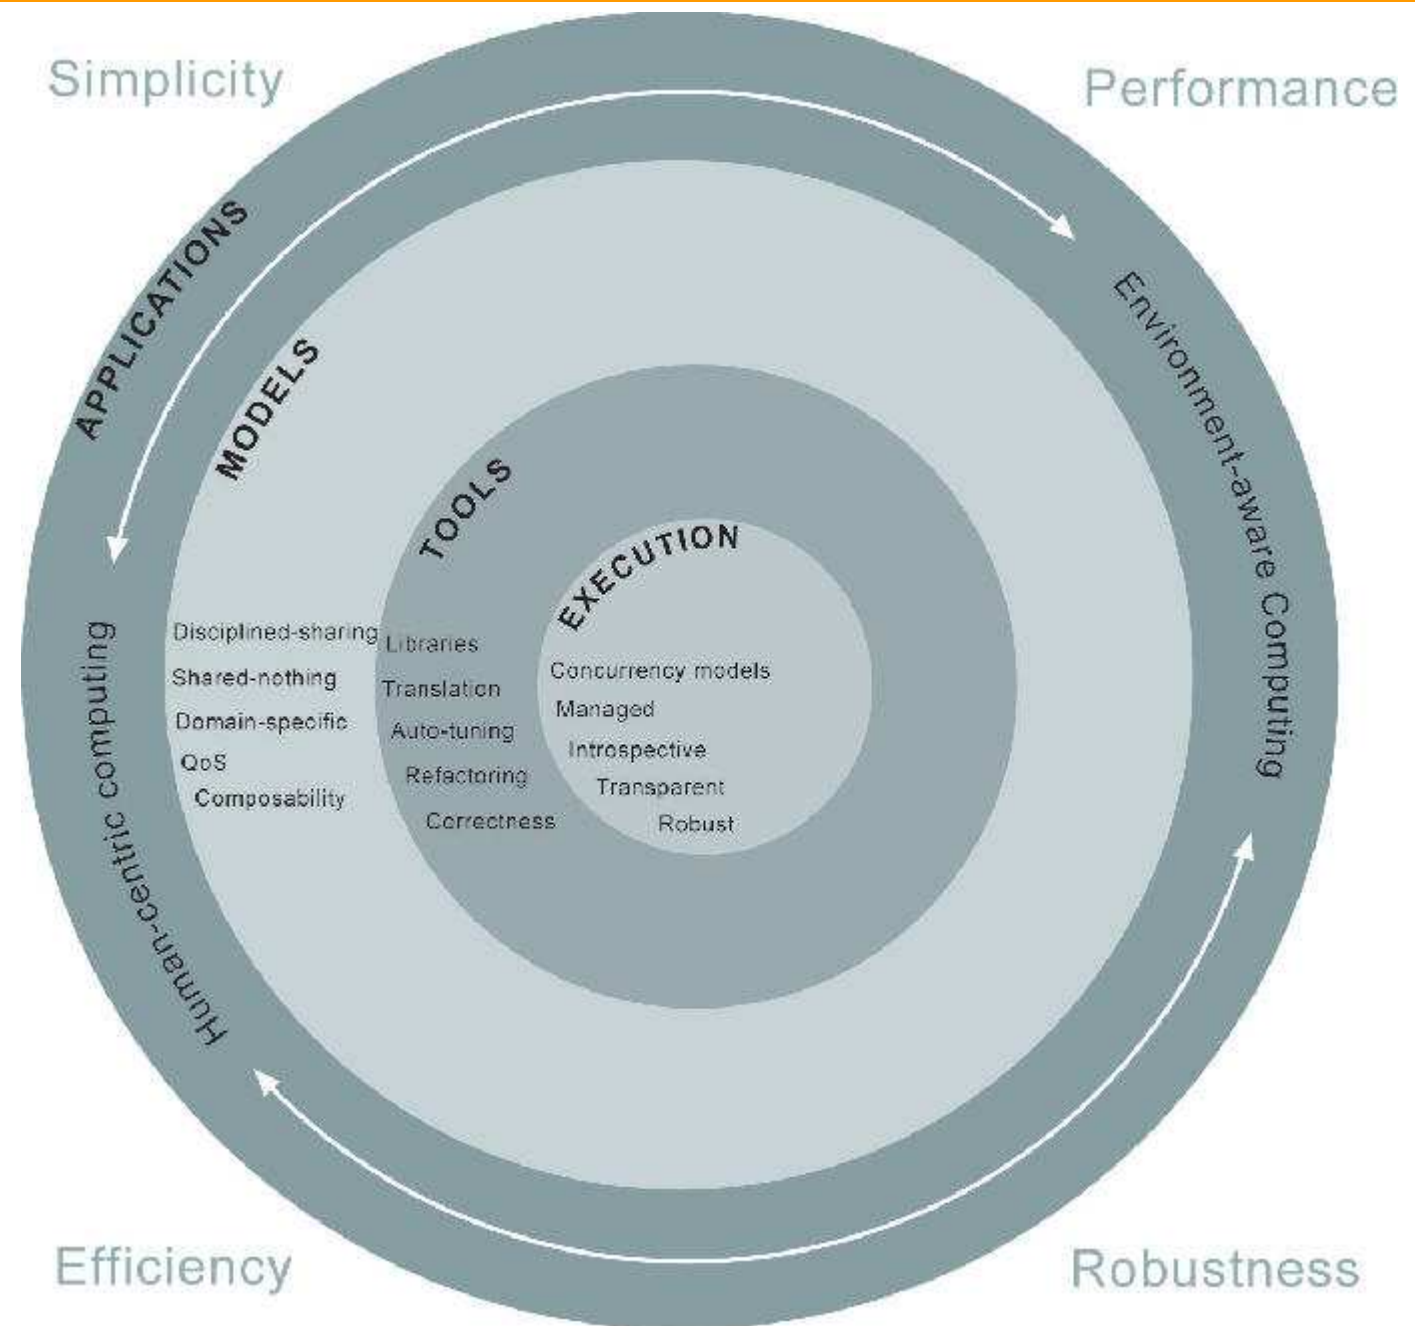 Simplicity
Performance
APPLICATIONS
MODELS
TOOLS
EXECUTION
Environment-aware Computing
Human-centric computing
Disciplined-sharing
Shared-nothing
Domain-specific
QoS
Composability
Libraries
Translation
Auto-tuning
Refactoring
Correctness
Concurrency models
Managed
Introspective
Transparent
Robust
Efficiency
Robustness